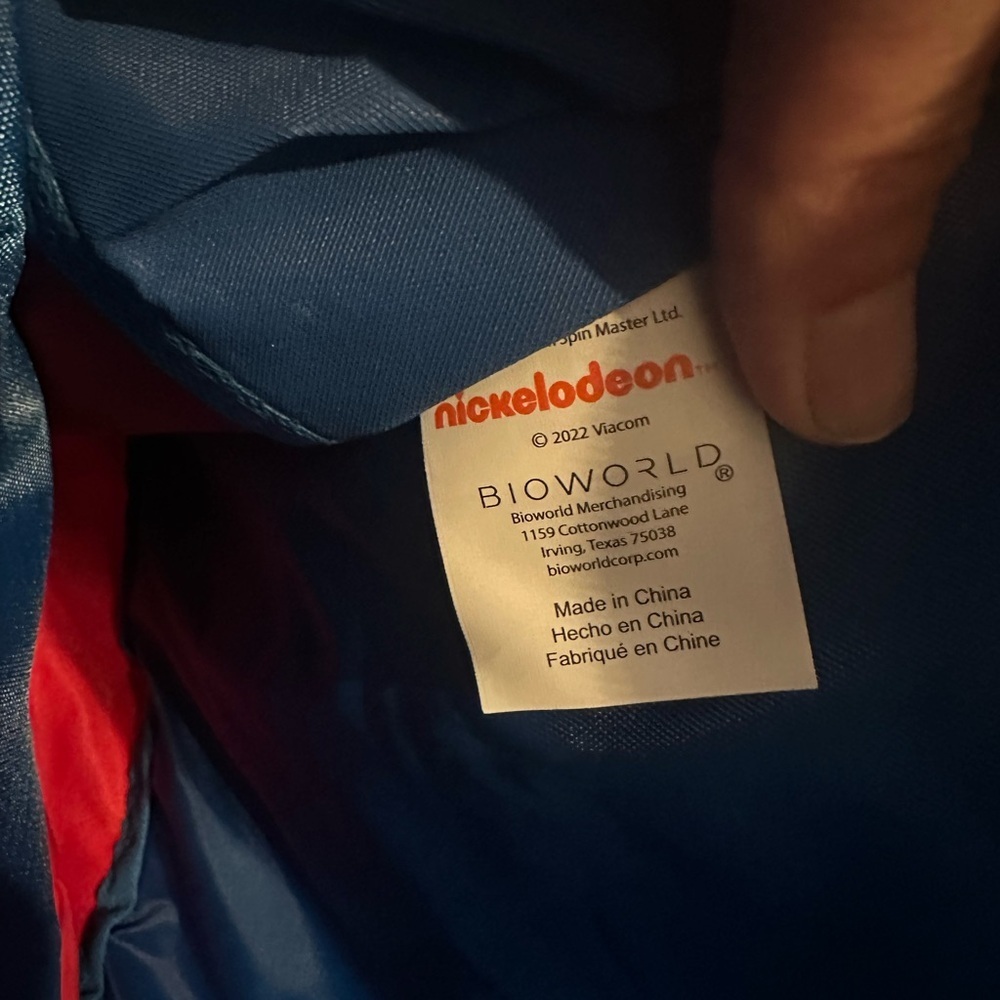 Spin Master Ltd.
nickelodeon™
© 2022 Viacom
BIOWORLD®
Bioworld Merchandising
1159 Cottonwood Lane
Irving, Texas 75038
bioworldcorp.com
Made in China
Hecho en China
Fabriqué en Chine